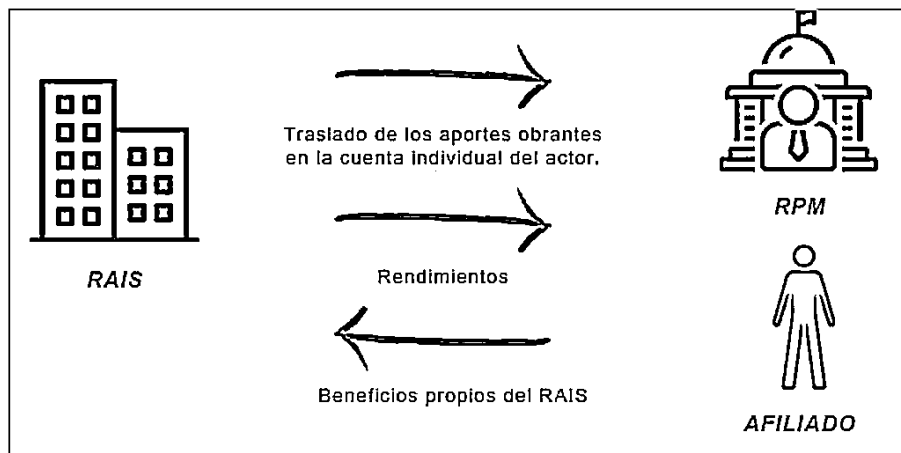 Traslado de los aportes obrantes
en la cuenta individual del actor.
RPM
RAIS
Rendimientos
Beneficios propios del RAIS
AFILIADO